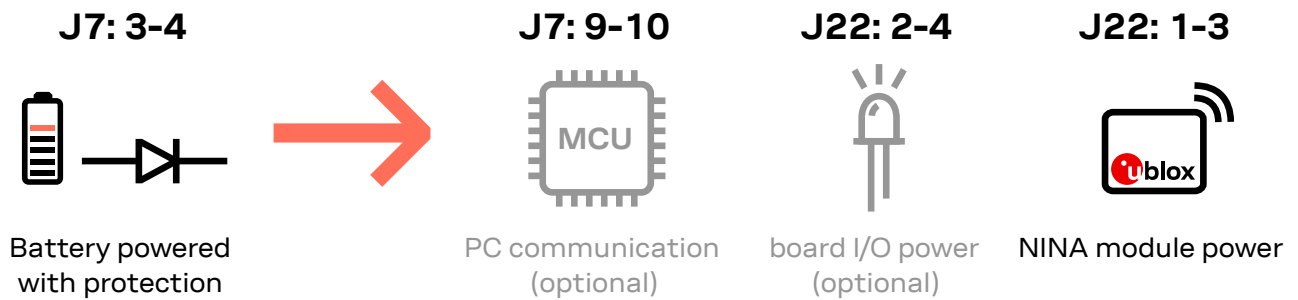 J7: 3-4
J7: 9-10
J22: 2-4
J22: 1-3
MCU
ublox
Battery powered
with protection
PC communication
(optional)
board I/O power
(optional)
NINA module power